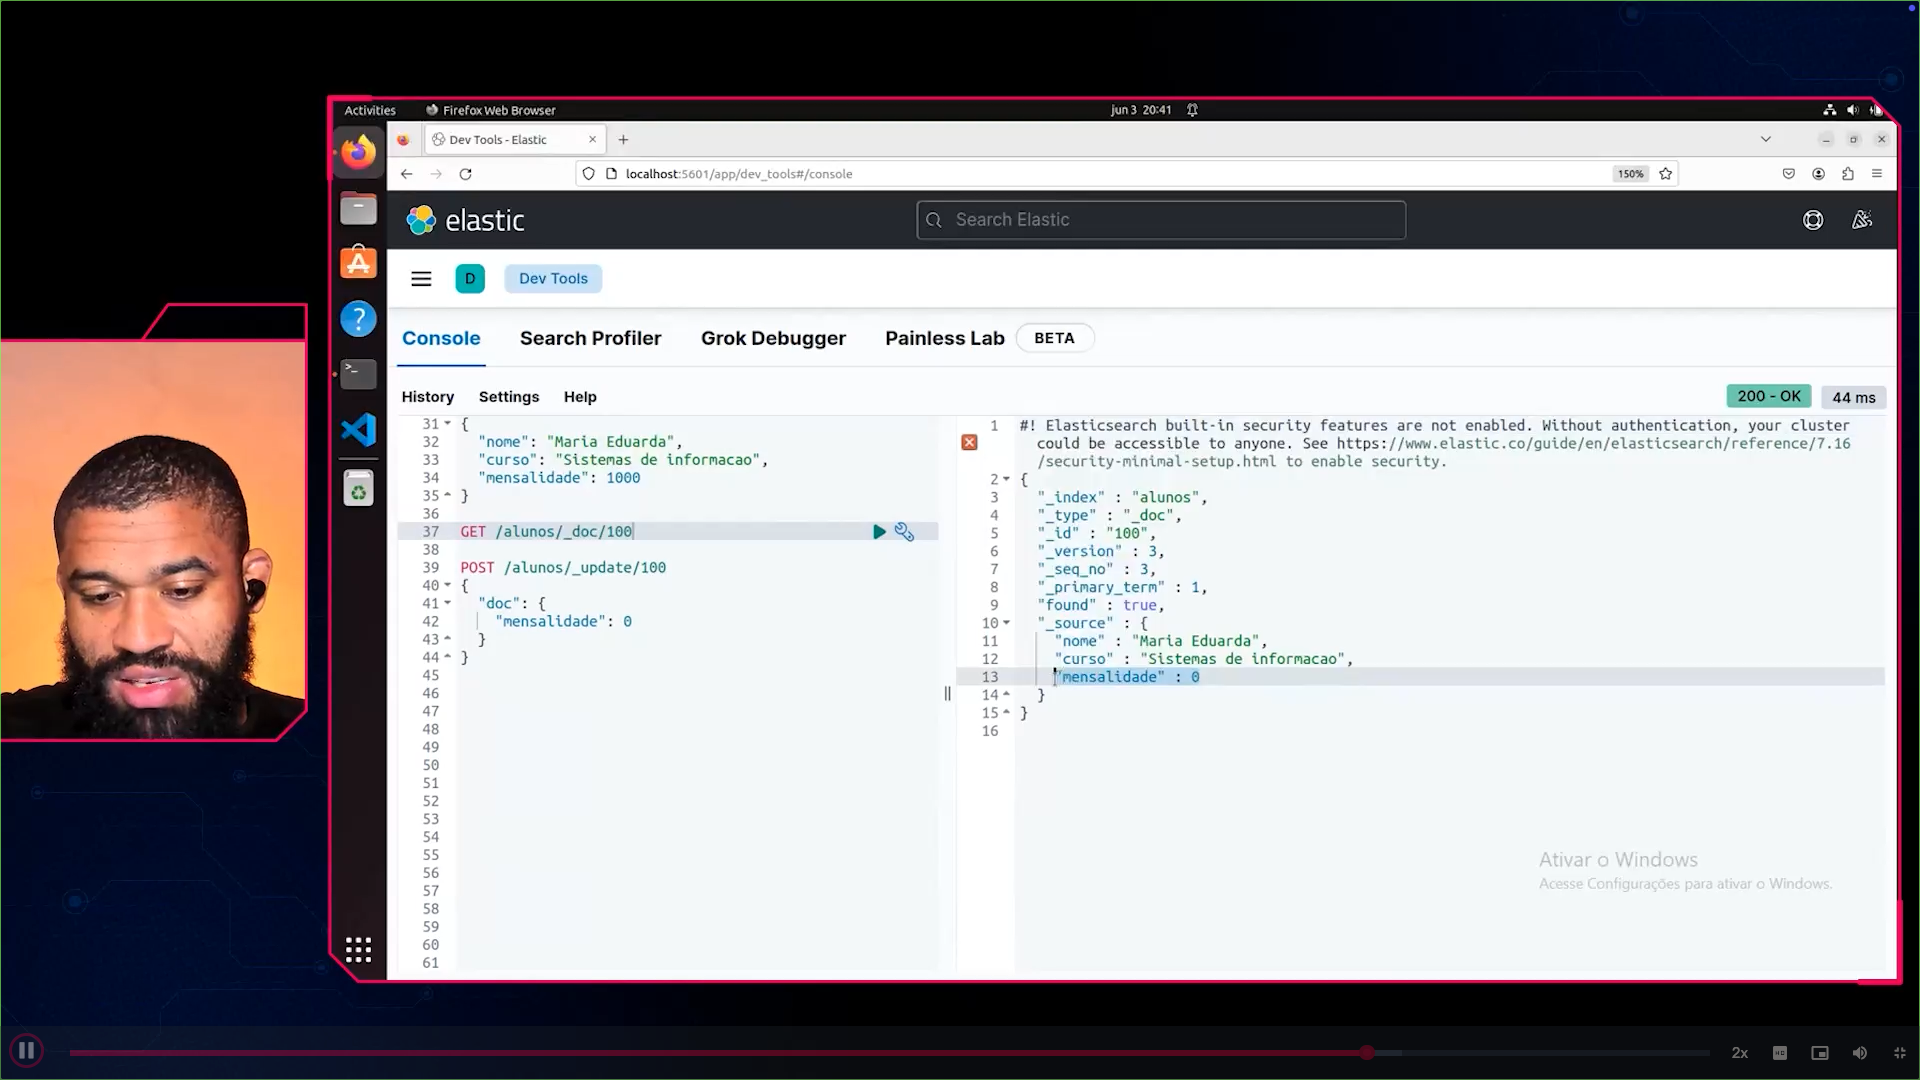 Activities
Firefox Web Browser
jun 3 20:41
Dev Tools - Elastic
localhost:5601/app/dev_tools#/console
150%
elastic
Search Elastic
D
Dev Tools
Console
Search Profiler
Grok Debugger
Painless Lab
BETA
History
Settings
Help
200 - OK
44 ms
31 {
32 "nome": "Maria Eduarda",
33 "curso": "Sistemas de informacao",
34 "mensalidade": 1000
35 }
36
37 GET /alunos/_doc/100
38
39 POST /alunos/_update/100
40 {
41 "doc": {
42 "mensalidade": 0
43 }
44 }
45
46
47
48
49
50
51
52
53
54
55
56
57
58
59
60
61
1 #! Elasticsearch built-in security features are not enabled. Without authentication, your cluster
could be accessible to anyone. See https://www.elastic.co/guide/en/elasticsearch/reference/7.16
/security-minimal-setup.html to enable security.
2 {
3 "_index" : "alunos",
4 "_type" : "_doc",
5 "_id" : "100",
6 "_version" : 3,
7 "_seq_no" : 3,
8 "_primary_term" : 1,
9 "found" : true,
10 "_source" : {
11 "nome" : "Maria Eduarda",
12 "curso" : "Sistemas de informacao",
13 "mensalidade" : 0
14 }
15 }
16
Ativar o Windows
Acesse Configurações para ativar o Windows.
2x